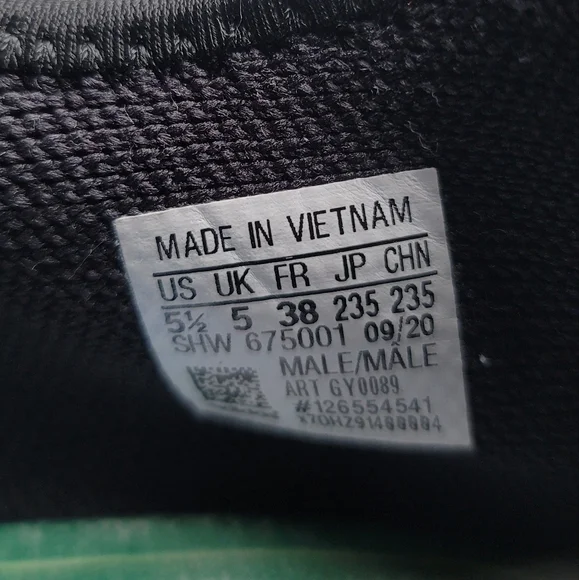 MADE IN VIETNAM
US UK FR JP CHN
5½ 5 38 235 235
SHW 675001 09/20
MALE/MÂLE
ART GY0089
#126554541